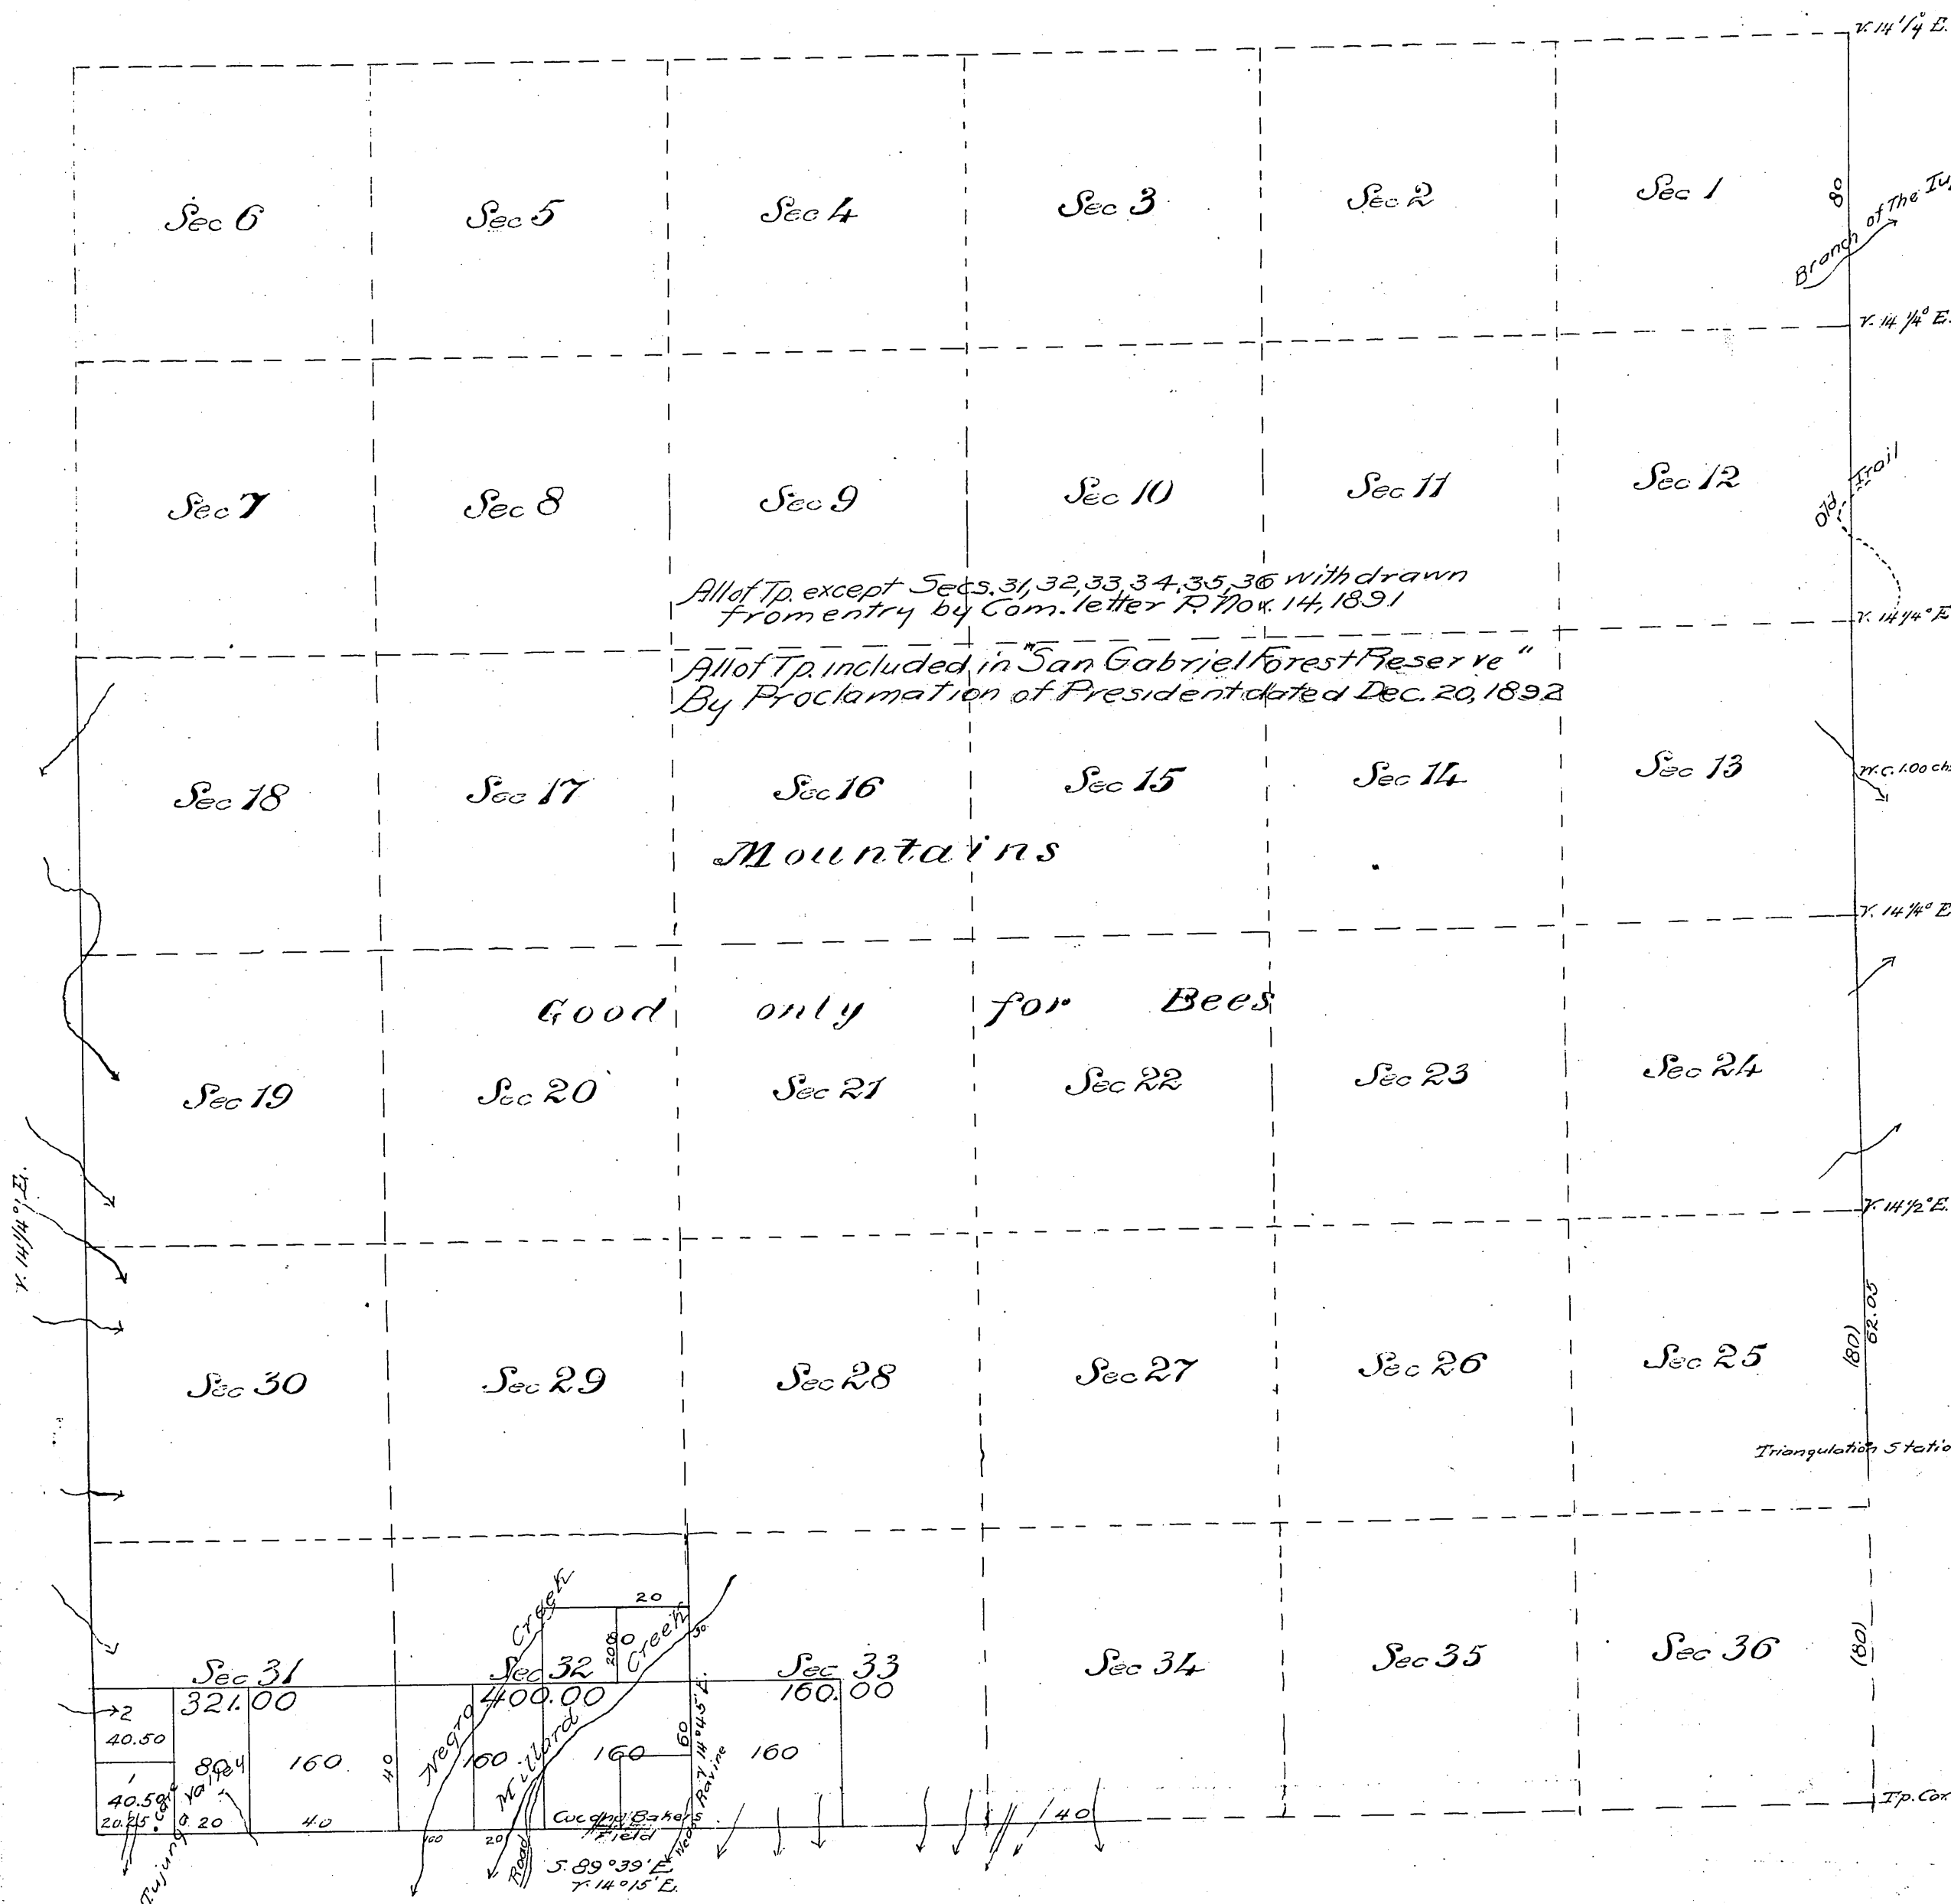 V. 14 1/4° E.
Sec 6
Sec 5
Sec 4
Sec 3
Sec 2
Sec 1
80
Branch of The
V. 14 1/4° E.
Sec 7
Sec 8
Sec 9
Sec 10
Sec 11
Sec 12
Old Trail
All of Tp. except Secs. 31, 32, 33, 34, 35, 36 withdrawn
from entry by Com. letter P. Nov. 14, 1891
V. 14 1/4° E
All of Tp. included in "San Gabriel Forest Reserve"
By Proclamation of President dated Dec. 20, 1892
Sec 18
Sec 17
Sec 16
Sec 15
Sec 14
Sec 13
W.C. 1.00 chs
Mountains
V. 14 1/4° E
Good only for Bees
Sec 19
Sec 20
Sec 21
Sec 22
Sec 23
Sec 24
V. 14 1/4° E.
V. 14 1/2° E.
(80)
62.05
Sec 30
Sec 29
Sec 28
Sec 27
Sec 26
Sec 25
Triangulation Statio
20
80
Sec 31
Sec 32
Sec 33
Sec 34
Sec 35
Sec 36
(80)
321.00
400.00
160.00
Negro Creek
Millard Creek
2
40.50
80
160
40
160
160
60
160
V. 14° 45' E.
Ravine
1
40.50
20.25
20
40
20
Tujunga Valley
Road
Bakers
Field
40
Tp. Cor.
S. 89° 39' E.
V. 14° 15' E.